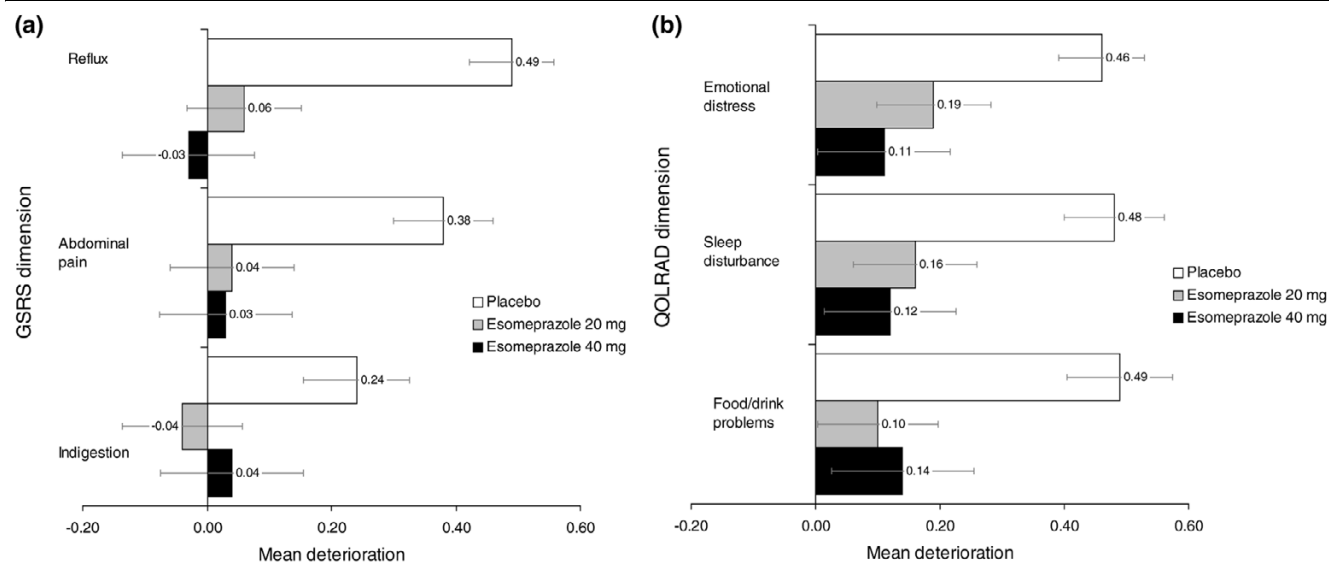 (a)
GSRS dimension
Reflux
0.49
0.06
-0.03
Abdominal
pain
0.38
0.04
0.03
Indigestion
0.24
-0.04
0.04
Placebo
Esomeprazole 20 mg
Esomeprazole 40 mg
-0.20 0.00 0.20 0.40 0.60
Mean deterioration
(b)
QOLRAD dimension
Emotional
distress
0.46
0.19
0.11
Sleep
disturbance
0.48
0.16
0.12
Food/drink
problems
0.49
0.10
0.14
Placebo
Esomeprazole 20 mg
Esomeprazole 40 mg
-0.20 0.00 0.20 0.40 0.60
Mean deterioration